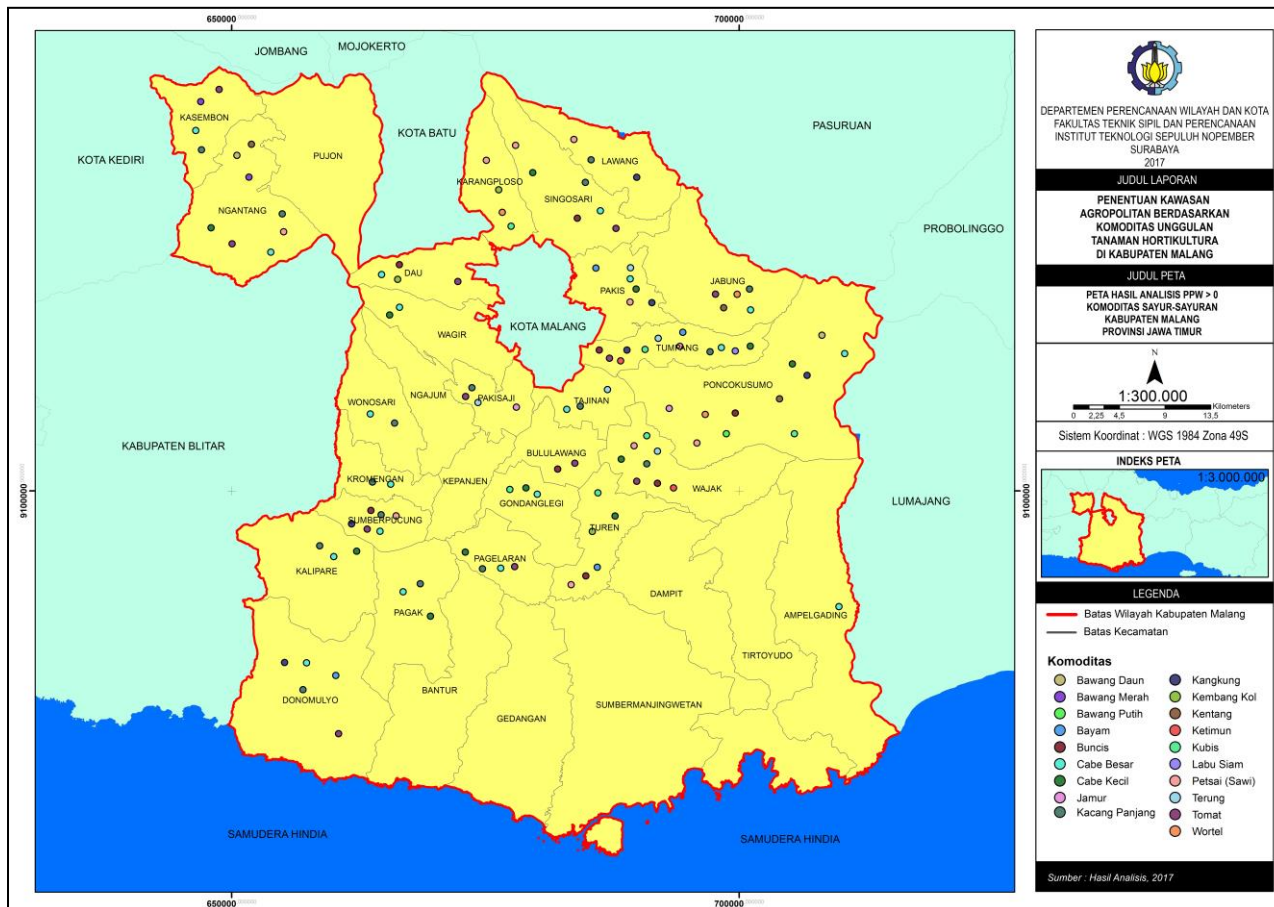 650000
700000
JOMBANG
MOJOKERTO
KOTA BATU
PASURUAN
KOTA KEDIRI
KASEMBON
PUJON
NGANTANG
KARANGPLOSO
LAWANG
SINGOSARI
PROBOLINGGO
DAU
PAKIS
JABUNG
KOTA MALANG
WAGIR
TUMPANG
PONCOKUSUMO
NGAJUM
PAKISAJI
WONOSARI
TAJINAN
KABUPATEN BLITAR
BULULAWANG
KROMENGAN
KEPANJEN
GONDANGLEGI
WAJAK
LUMAJANG
9100000
9100000
SUMBERPUCUNG
TUREN
KALIPARE
PAGELARAN
PAGAK
DAMPIT
AMPELGADING
TIRTOYUDO
DONOMULYO
BANTUR
GEDANGAN
SUMBERMANJINGWETAN
SAMUDERA HINDIA
SAMUDERA HINDIA
650000
700000
DEPARTEMEN PERENCANAAN WILAYAH DAN KOTA
FAKULTAS TEKNIK SIPIL DAN PERENCANAAN
INSTITUT TEKNOLOGI SEPULUH NOPEMBER
SURABAYA
2017
JUDUL LAPORAN
PENENTUAN KAWASAN
AGROPOLITAN BERDASARKAN
KOMODITAS UNGGULAN
TANAMAN HORTIKULTURA
DI KABUPATEN MALANG
JUDUL PETA
PETA HASIL ANALISIS PPW > 0
KOMODITAS SAYUR-SAYURAN
KABUPATEN MALANG
PROVINSI JAWA TIMUR
N
1:300.000
Kilometers
0 2,25 4,5 9 13,5
Sistem Koordinat : WGS 1984 Zona 49S
INDEKS PETA
1:3.000.000
LEGENDA
Batas Wilayah Kabupaten Malang
Batas Kecamatan
Komoditas
Bawang Daun
Bawang Merah
Bawang Putih
Bayam
Buncis
Cabe Besar
Cabe Kecil
Jamur
Kacang Panjang
Kangkung
Kembang Kol
Kentang
Ketimun
Kubis
Labu Siam
Petsai (Sawi)
Terung
Tomat
Wortel
Sumber : Hasil Analisis, 2017